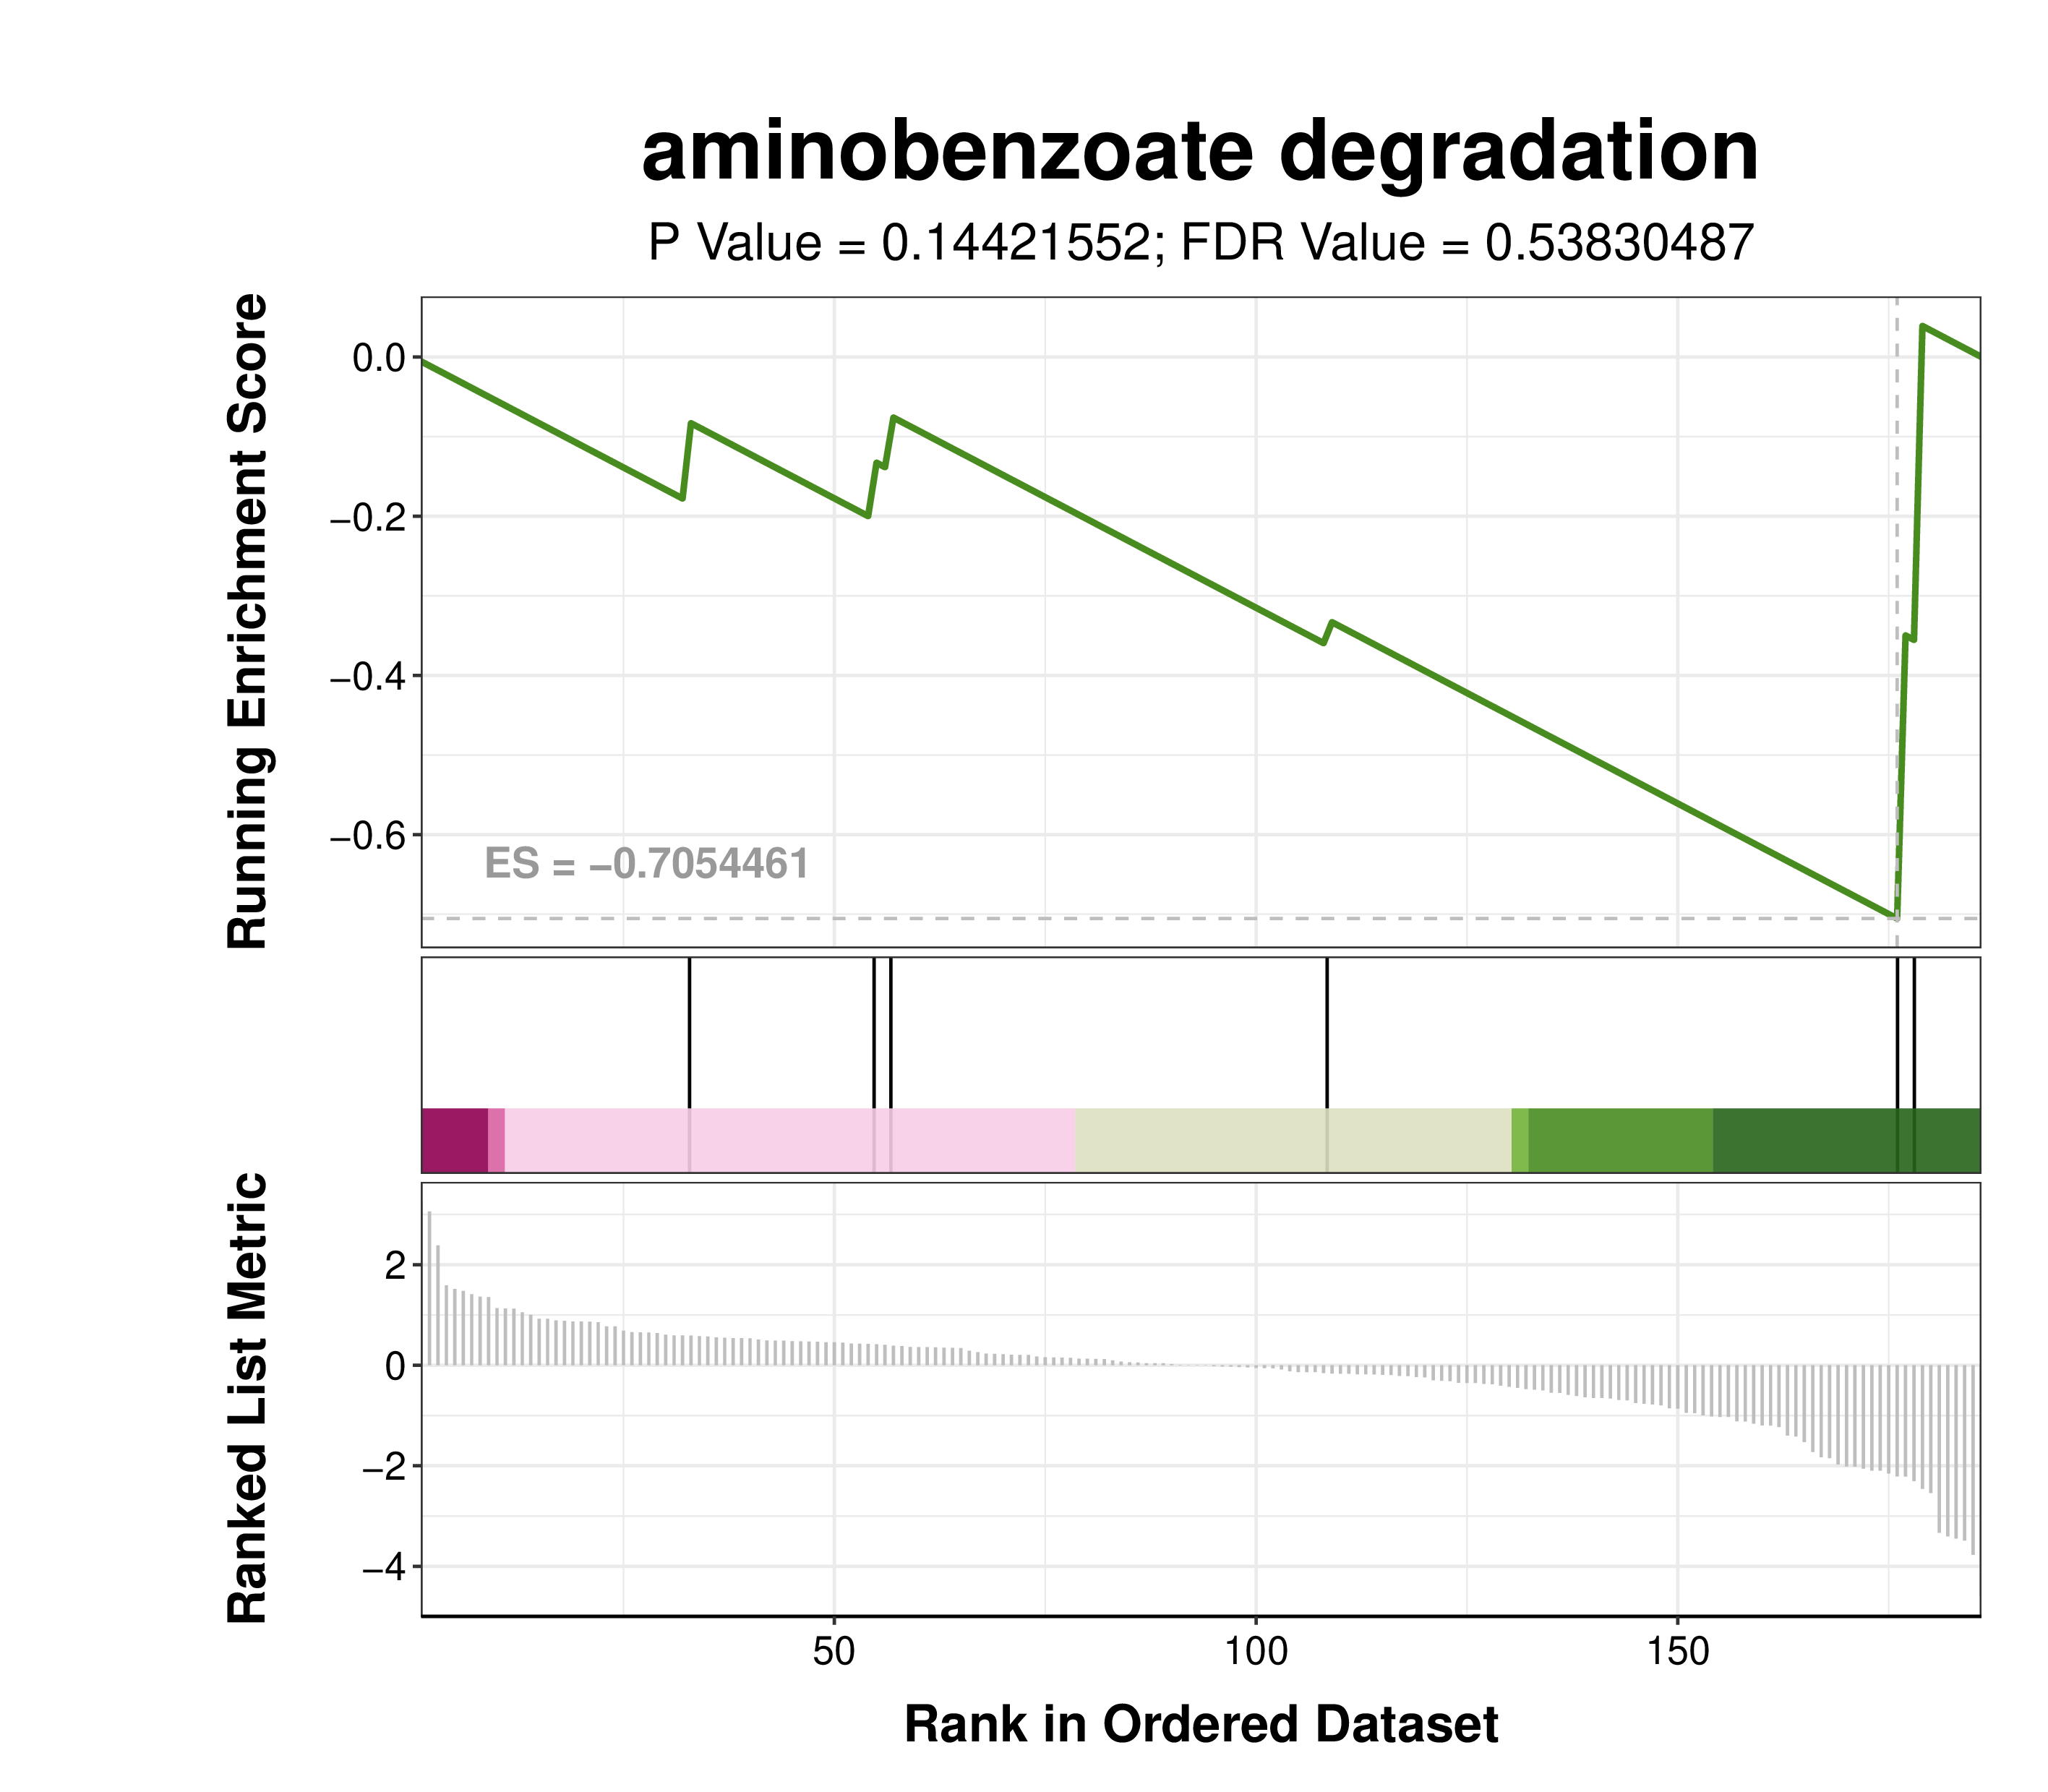 aminobenzoate degradation
P Value = 0.14421552; FDR Value = 0.53830487
Running Enrichment Score
0.0
−0.2
−0.4
−0.6
ES = −0.7054461
Ranked List Metric
2
0
−2
−4
50 100 150
Rank in Ordered Dataset